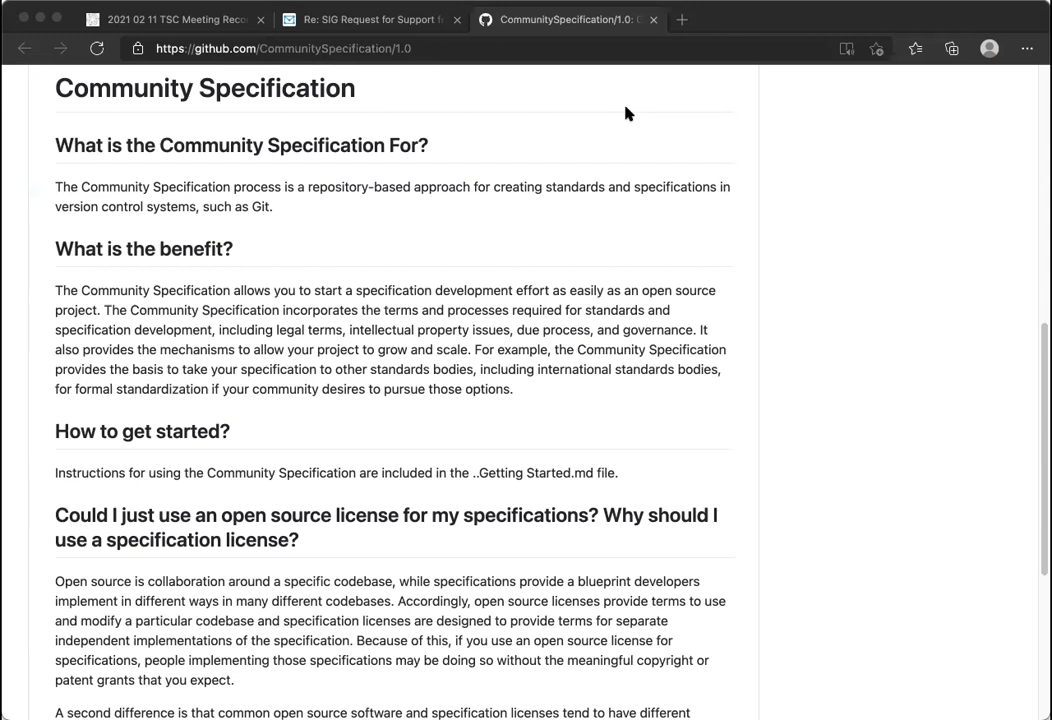 2021 02 11 TSC Meeting Reco
Re: SIG Request for Support f
CommunitySpecification/1.0: C
https://github.com/CommunitySpecification/1.0
Community Specification
What is the Community Specification For?
The Community Specification process is a repository-based approach for creating standards and specifications in
version control systems, such as Git.
What is the benefit?
The Community Specification allows you to start a specification development effort as easily as an open source
project. The Community Specification incorporates the terms and processes required for standards and
specification development, including legal terms, intellectual property issues, due process, and governance. It
also provides the mechanisms to allow your project to grow and scale. For example, the Community Specification
provides the basis to take your specification to other standards bodies, including international standards bodies,
for formal standardization if your community desires to pursue those options.
How to get started?
Instructions for using the Community Specification are included in the ..Getting Started.md file.
Could I just use an open source license for my specifications? Why should I
use a specification license?
Open source is collaboration around a specific codebase, while specifications provide a blueprint developers
implement in different ways in many different codebases. Accordingly, open source licenses provide terms to use
and modify a particular codebase and specification licenses are designed to provide terms for separate
independent implementations of the specification. Because of this, if you use an open source license for
specifications, people implementing those specifications may be doing so without the meaningful copyright or
patent grants that you expect.
A second difference is that common open source software and specification licenses tend to have different